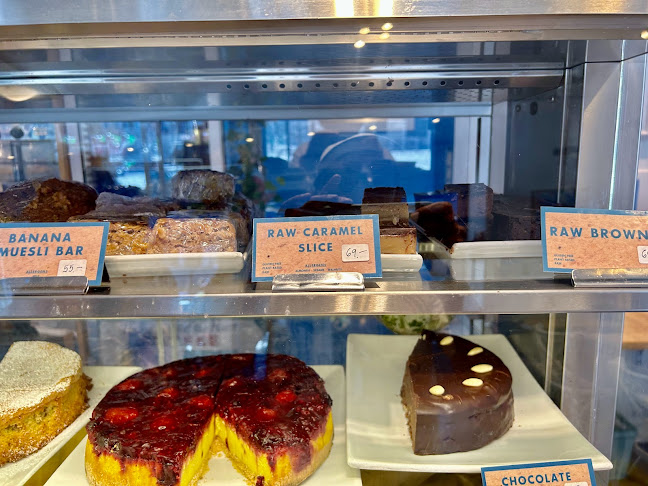 BANANA
MUESLI BAR
55.-
RAW CARAMEL
SLICE
69.-
RAW BROWN
CHOCOLATE